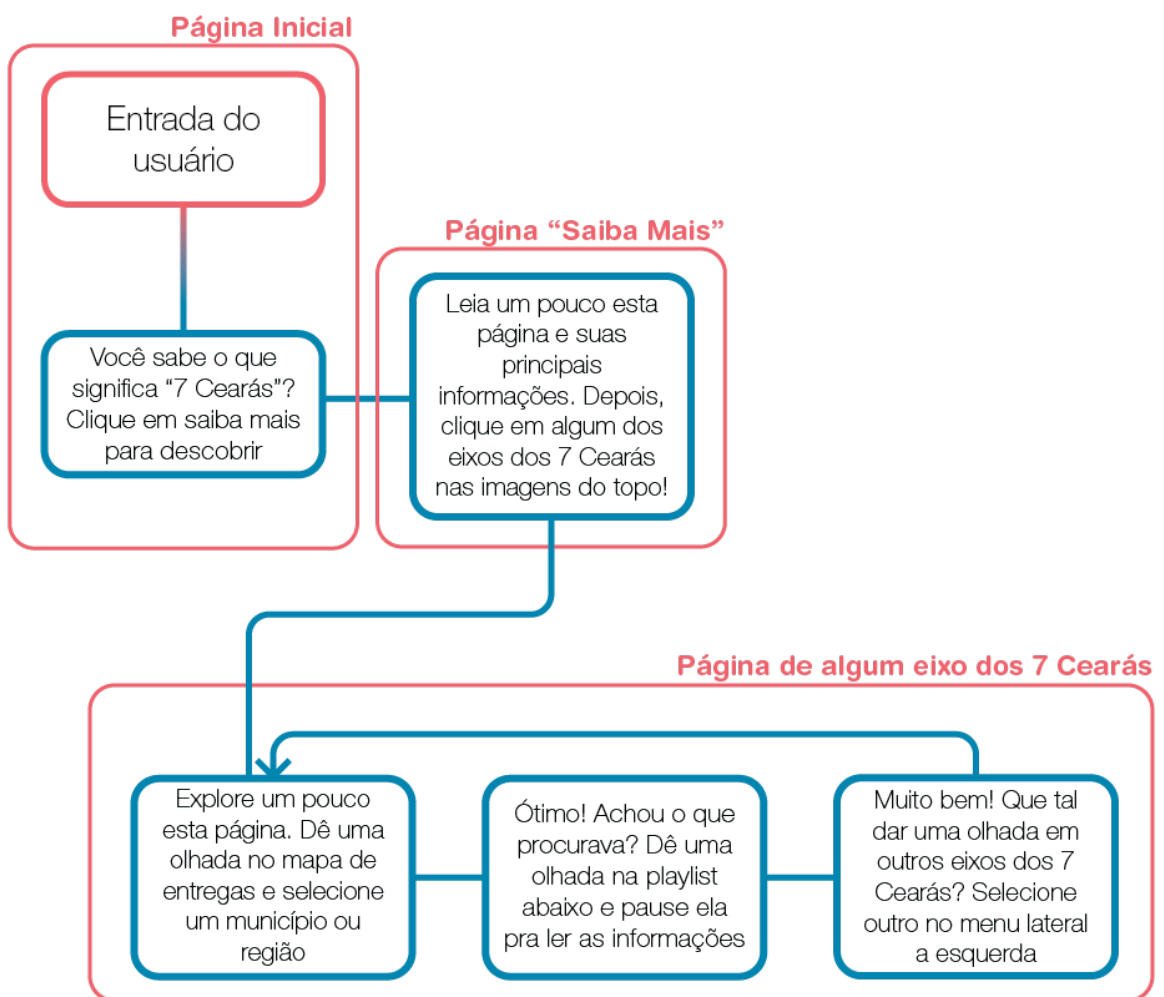 Página Inicial
Entrada do
usuário
Você sabe o que
significa “7 Cearás”?
Clique em saiba mais
para descobrir
Página “Saiba Mais”
Leia um pouco esta
página e suas
principais
informações. Depois,
clique em algum dos
eixos dos 7 Cearás
nas imagens do topo!
Página de algum eixo dos 7 Cearás
Explore um pouco
esta página. Dê uma
olhada no mapa de
entregas e selecione
um município ou
região
Ótimo! Achou o que
procurava? Dê uma
olhada na playlist
abaixo e pause ela
pra ler as informações
Muito bem! Que tal
dar uma olhada em
outros eixos dos 7
Cearás? Selecione
outro no menu lateral
a esquerda